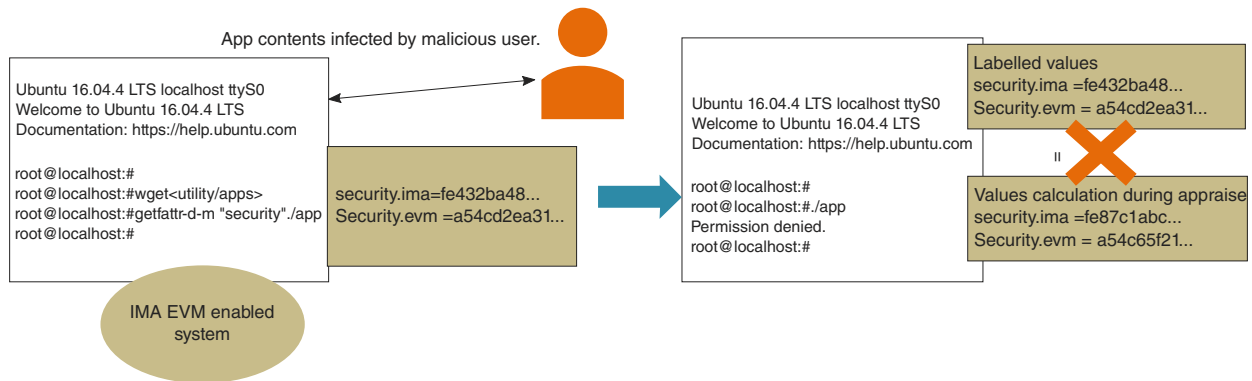 App contents infected by malicious user.
Ubuntu 16.04.4 LTS localhost ttyS0
Welcome to Ubuntu 16.04.4 LTS
Documentation: https://help.ubuntu.com
root@localhost:#
root@localhost:#wget<utility/apps>
root@localhost:#getfattr-d-m "security"./app
root@localhost:#
security.ima=fe432ba48...
Security.evm =a54cd2ea31...
IMA EVM enabled
system
Ubuntu 16.04.4 LTS localhost ttyS0
Welcome to Ubuntu 16.04.4 LTS
Documentation: https://help.ubuntu.com
root@localhost:#
root@localhost:#./app
Permission denied.
root@localhost:#
Labelled values
security.ima =fe432ba48...
Security.evm = a54cd2ea31...
=
Values calculation during appraise
security.ima =fe87c1abc...
Security.evm = a54c65f21...